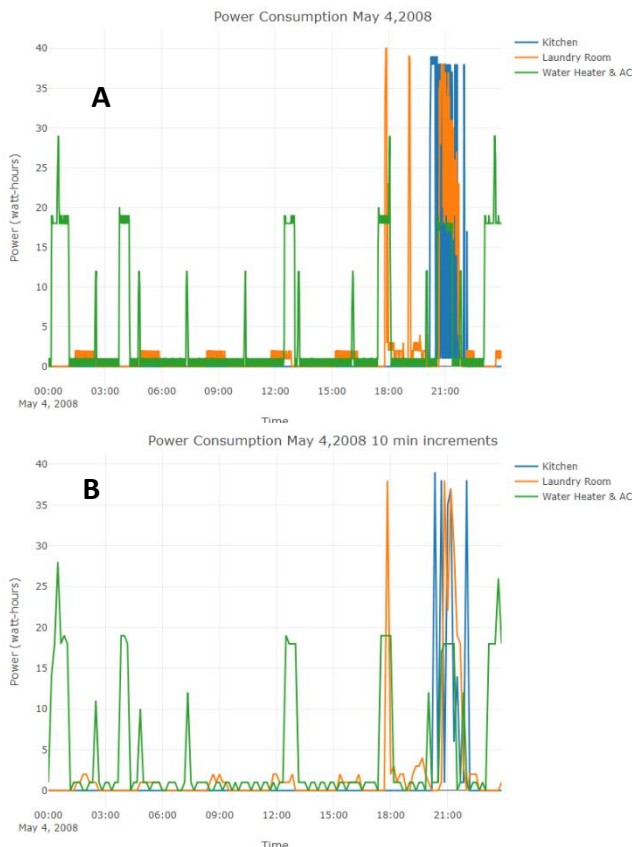 Power Consumption May 4,2008
Kitchen
Laundry Room
Water Heater & AC
A
Power (watt-hours)
40
35
30
25
20
15
10
5
0
00:00 03:00 06:00 09:00 12:00 15:00 18:00 21:00
May 4, 2008
Time
Power Consumption May 4,2008 10 min increments
Kitchen
Laundry Room
Water Heater & AC
B
Power (watt-hours)
40
35
30
25
20
15
10
5
0
00:00 03:00 06:00 09:00 12:00 15:00 18:00 21:00
May 4, 2008
Time